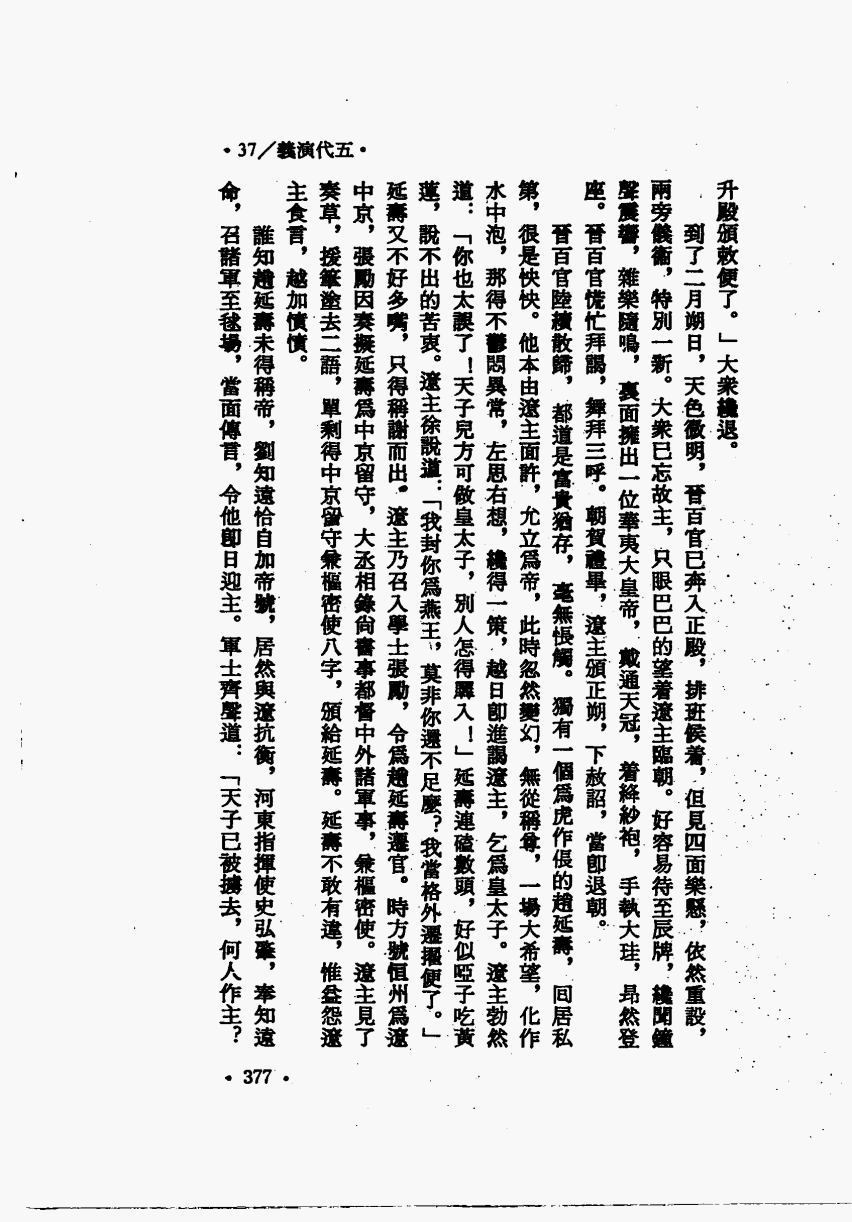 • 37／義演代五 •
升殿頒敕便了。」大衆纔退。
到了二月朔日，天色微明，晉百官已奔入正殿，排班候着，但見四面樂懸，依然重設，
兩旁儀衞，特別一新。大衆已忘故主，只眼巴巴的望着遼主臨朝。好容易待至辰牌，纔聞鐘
聲震響，雜樂隨鳴，裏面擁出一位華夷大皇帝，戴通天冠，着絳紗袍，手執大珪，昂然登
座。晉百官慌忙拜謁，舞拜三呼。朝賀禮畢，遼主頒正朔，下赦詔，當卽退朝。
晉百官陸續散歸，都道是富貴猶存，毫無悵觸。獨有一個爲虎作倀的趙延壽，囘居私
第，很是怏怏。他本由遼主面許，允立爲帝，此時忽然變幻，無從稱尊，一場大希望，化作
水中泡，那得不鬱悶異常，左思右想，纔得一策，越日卽進謁遼主，乞爲皇太子。遼主勃然
道：「你也太誤了！天子兒方可做皇太子，別人怎得羼入！」延壽連磕數頭，好似啞子吃黃
蓮，說不出的苦衷。遼主徐說道：「我封你爲燕王，莫非你還不足麼？我當格外遷擢便了。」
延壽又不好多嘴，只得稱謝而出。遼主乃召入學士張勵，令爲趙延壽遷官。時方號恒州爲遼
中京，張勵因奏擬延壽爲中京留守，大丞相錄尙書事都督中外諸軍事，兼樞密使。遼主見了
奏草，援筆塗去二語，單剩得中京留守兼樞密使八字，頒給延壽。延壽不敢有違，惟益怨遼
主食言，越加憤憤。
誰知趙延壽未得稱帝，劉知遠恰自加帝號，居然與遼抗衡，河東指揮使史弘肇，奉知遠
命，召諸軍至毬場，當面傳言，令他卽日迎主。軍士齊聲道：「天子已被擄去，何人作主？
• 377 •